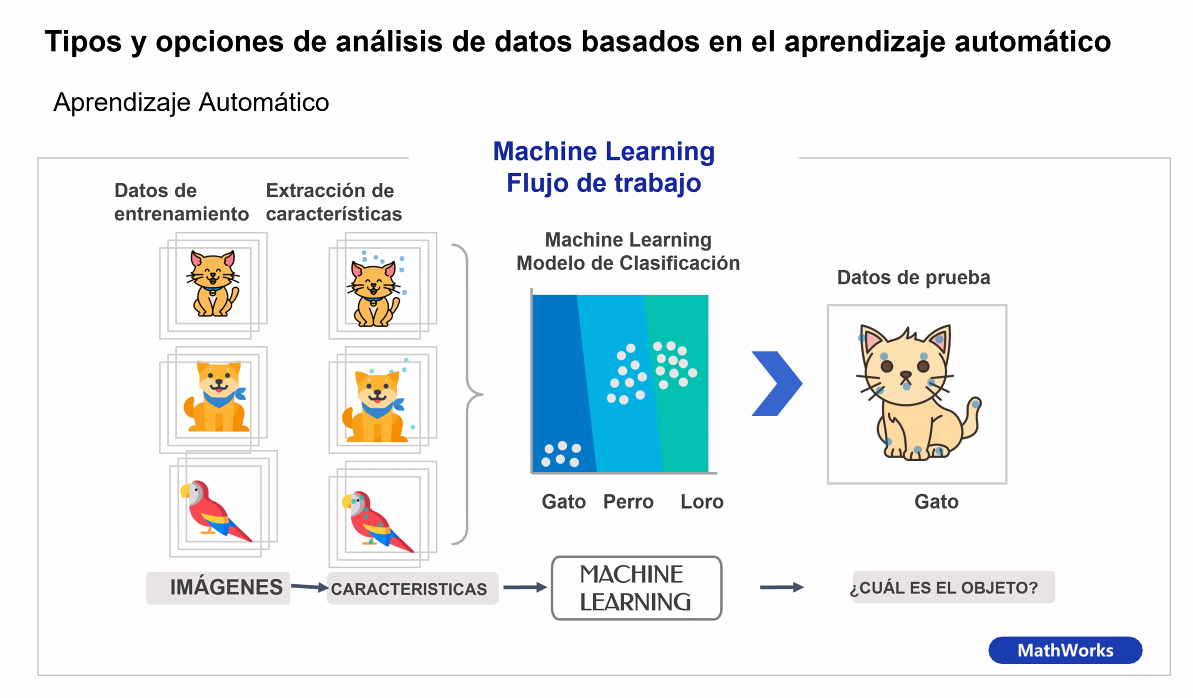 Tipos y opciones de análisis de datos basados en el aprendizaje automático
Aprendizaje Automático
Machine Learning
Flujo de trabajo
Datos de
entrenamiento
Extracción de
características
Machine Learning
Modelo de Clasificación
Datos de prueba
Gato
Perro
Loro
Gato
IMÁGENES
CARACTERISTICAS
MACHINE
LEARNING
¿CUÁL ES EL OBJETO?
MathWorks